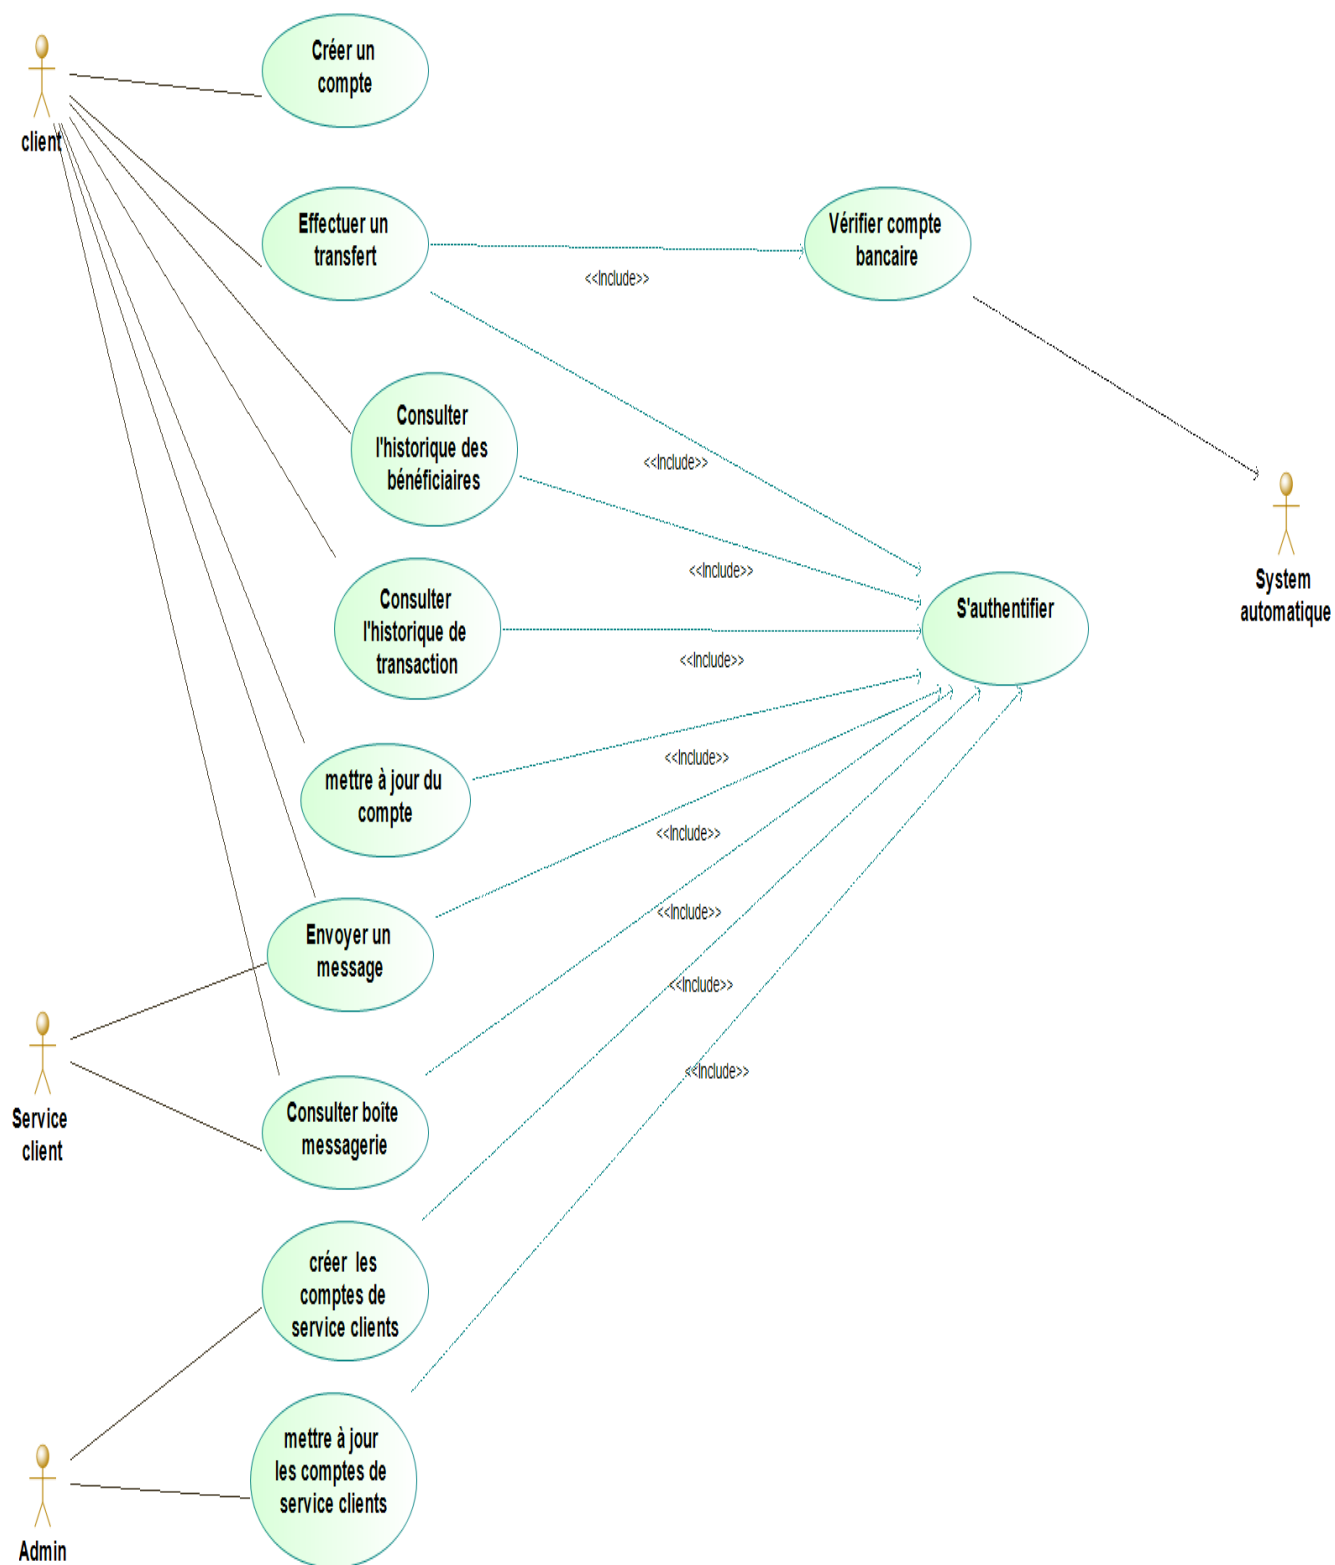 Créer un
compte
client
Effectuer un
transfert
Vérifier compte
bancaire
<<Include>>
Consulter
l'historique des
bénéficiaires
<<Include>>
<<Include>>
System
automatique
Consulter
l'historique de
transaction
S'authentifier
<<Include>>
mettre à jour du
compte
<<Include>>
<<Include>>
Envoyer un
message
<<Include>>
<<Include>>
Service
client
Consulter boîte
messagerie
<<Include>>
créer les
comptes de
service clients
mettre à jour
les comptes de
service clients
Admin